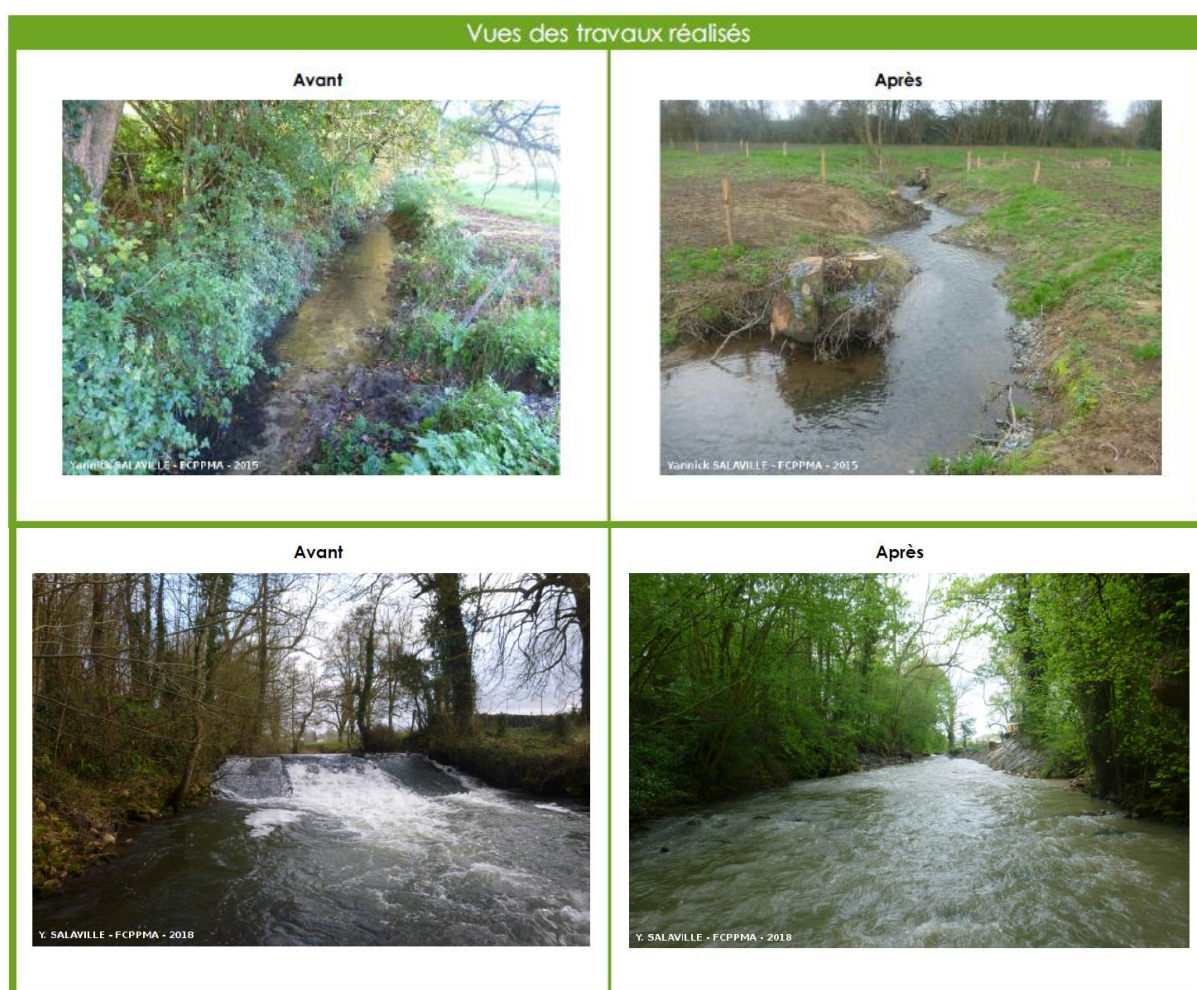 Vues des travaux réalisés
Avant
Après
Yannick SALAVILLE - FCPPMA - 2015
Yannick SALAVILLE - FCPPMA - 2015
Avant
Après
Y. SALAVILLE - FCPPMA - 2018
Y. SALAVILLE - FCPPMA - 2018